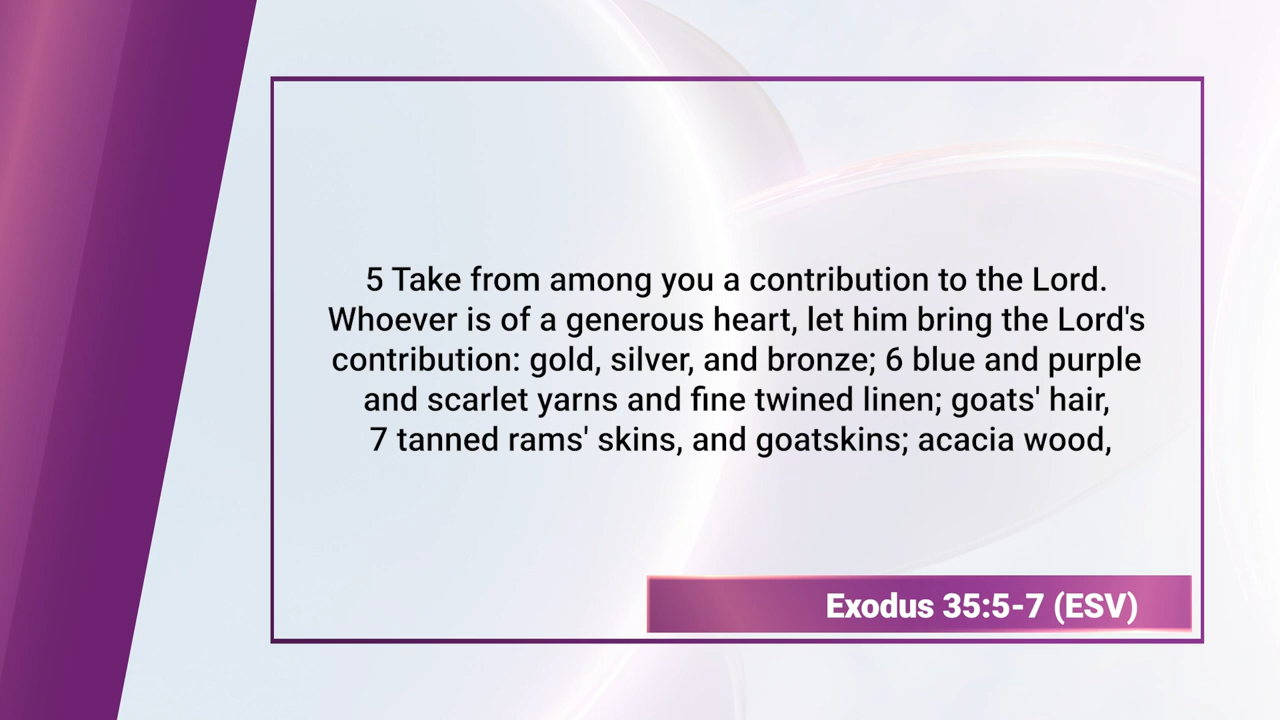 5 Take from among you a contribution to the Lord.
Whoever is of a generous heart, let him bring the Lord's
contribution: gold, silver, and bronze; 6 blue and purple
and scarlet yarns and fine twined linen; goats' hair,
7 tanned rams' skins, and goatskins; acacia wood,
Exodus 35:5-7 (ESV)